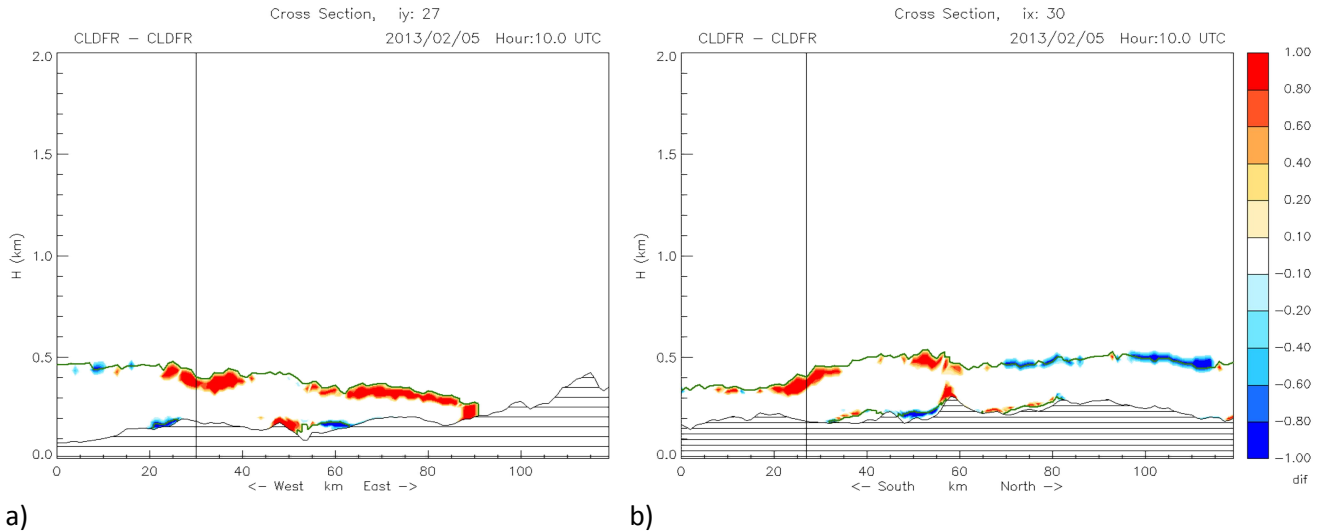 Cross Section, iy: 27
CLDFR - CLDFR 2013/02/05 Hour:10.0 UTC
2.0
1.5
1.0
0.5
0.0
H (km)
0 20 40 60 80 100
<- West km East ->
a)
Cross Section, ix: 30
CLDFR - CLDFR 2013/02/05 Hour:10.0 UTC
2.0
1.5
1.0
0.5
0.0
H (km)
0 20 40 60 80 100
<- South km North ->
b)
1.00
0.80
0.60
0.40
0.20
0.10
-0.10
-0.20
-0.40
-0.60
-0.80
-1.00
dif